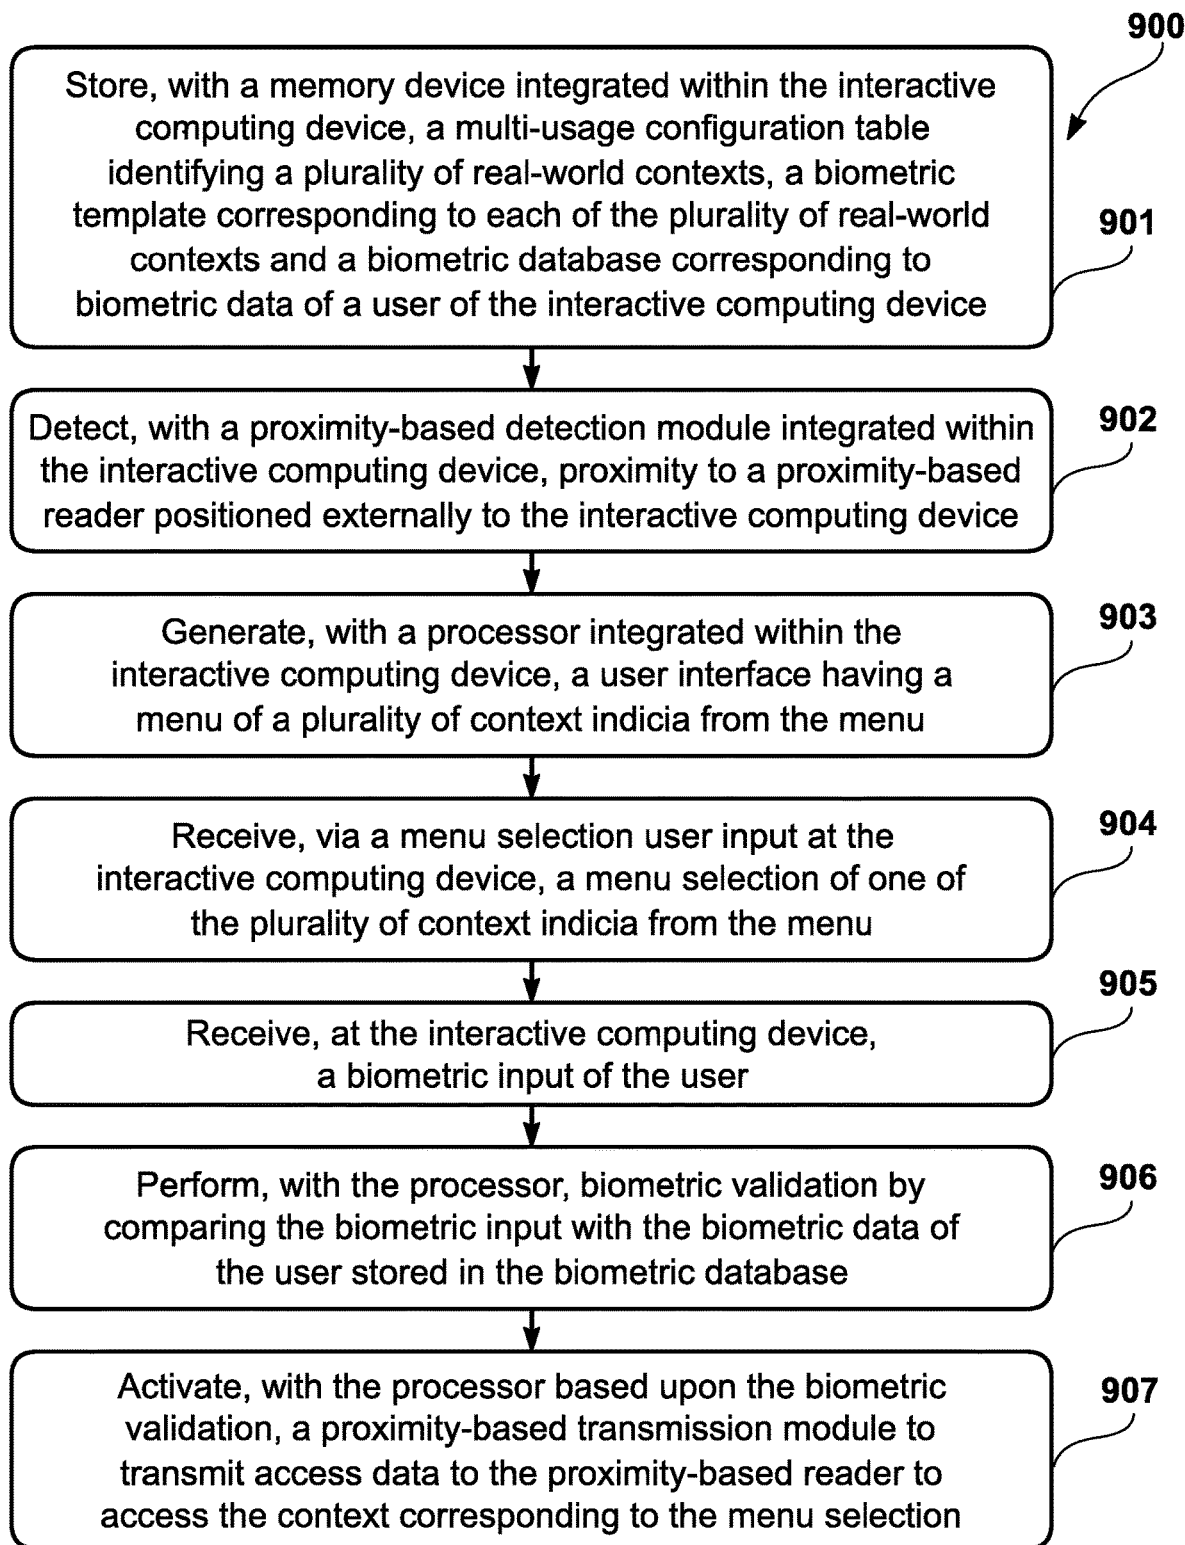 900
Store, with a memory device integrated within the interactive
computing device, a multi-usage configuration table
identifying a plurality of real-world contexts, a biometric
template corresponding to each of the plurality of real-world
contexts and a biometric database corresponding to
biometric data of a user of the interactive computing device
901
Detect, with a proximity-based detection module integrated within
the interactive computing device, proximity to a proximity-based
reader positioned externally to the interactive computing device
902
Generate, with a processor integrated within the
interactive computing device, a user interface having a
menu of a plurality of context indicia from the menu
903
Receive, via a menu selection user input at the
interactive computing device, a menu selection of one of
the plurality of context indicia from the menu
904
Receive, at the interactive computing device,
a biometric input of the user
905
Perform, with the processor, biometric validation by
comparing the biometric input with the biometric data of
the user stored in the biometric database
906
Activate, with the processor based upon the biometric
validation, a proximity-based transmission module to
transmit access data to the proximity-based reader to
access the context corresponding to the menu selection
907